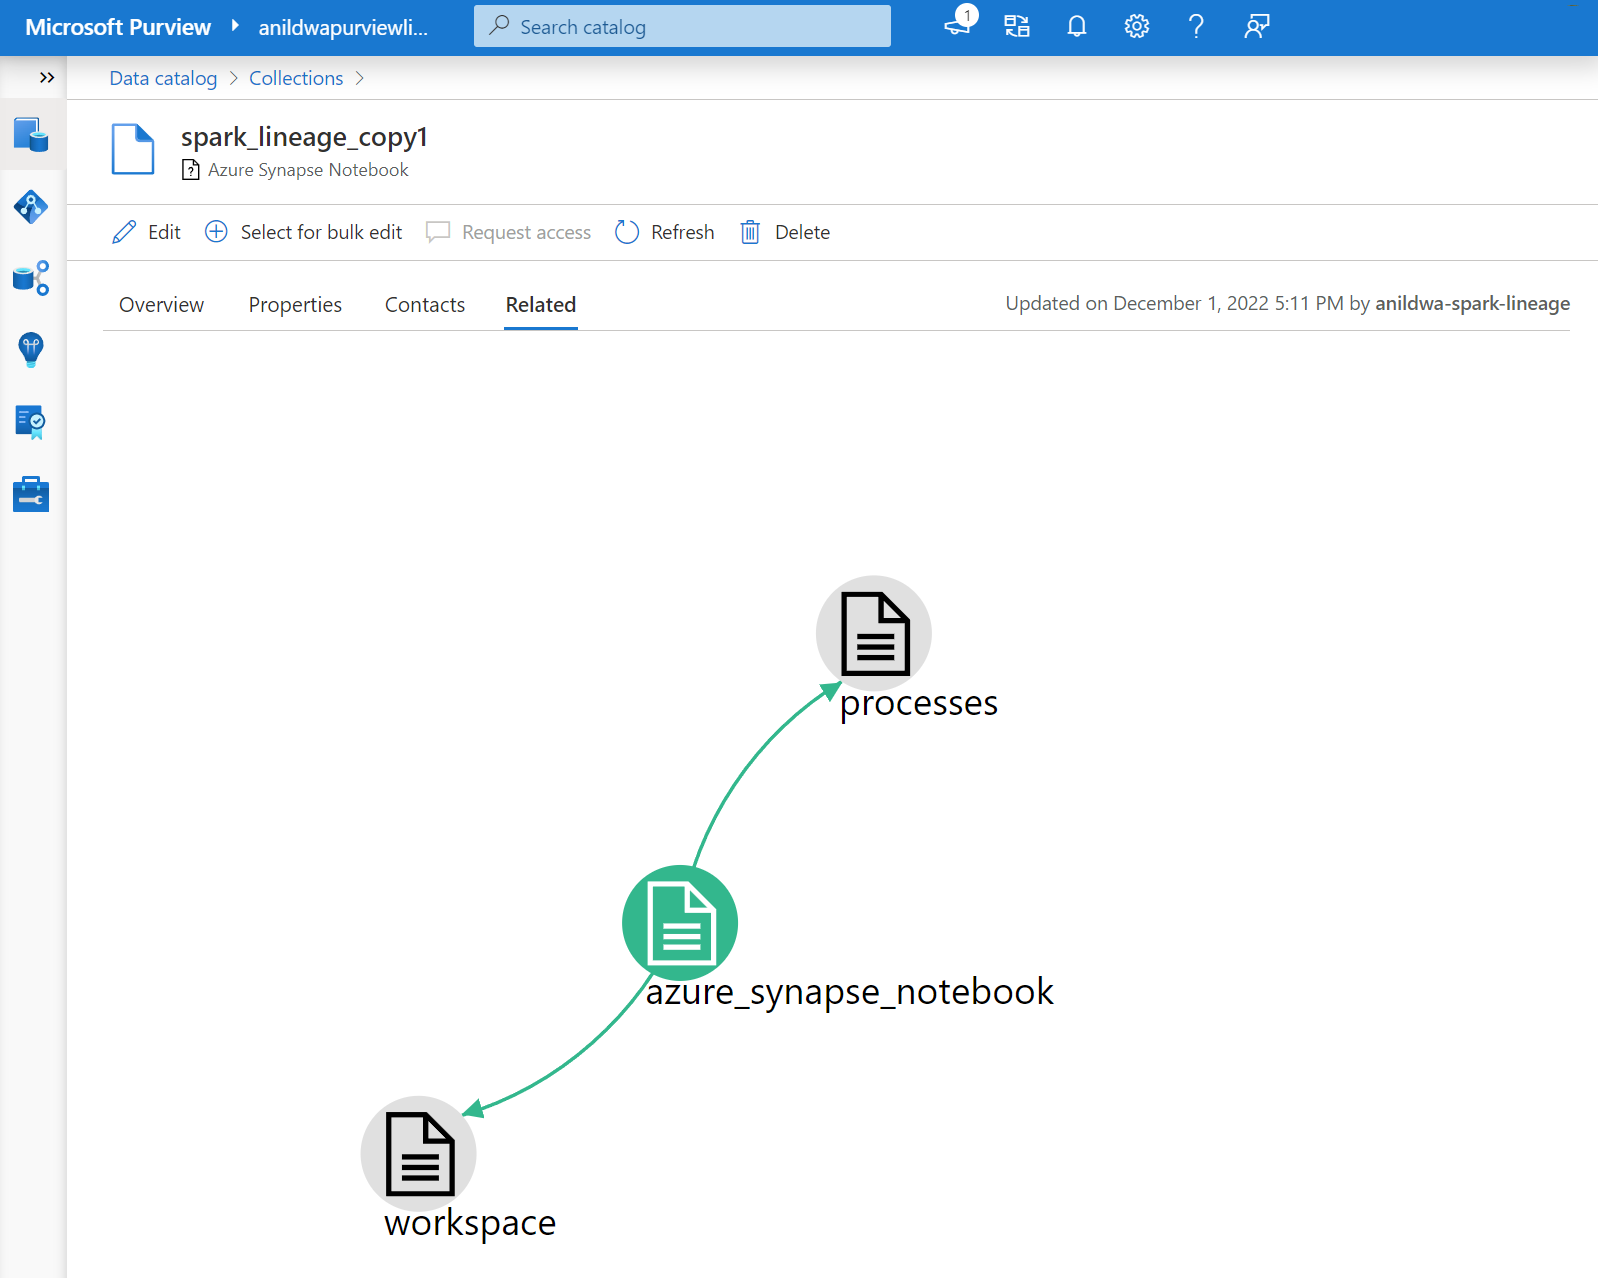 Microsoft Purview anildwapurviewli... Search catalog 1
Data catalog Collections
spark_lineage_copy1
Azure Synapse Notebook
Edit Select for bulk edit Request access Refresh Delete
Overview Properties Contacts Related Updated on December 1, 2022 5:11 PM by anildwa-spark-lineage
processes
azure_synapse_notebook
workspace